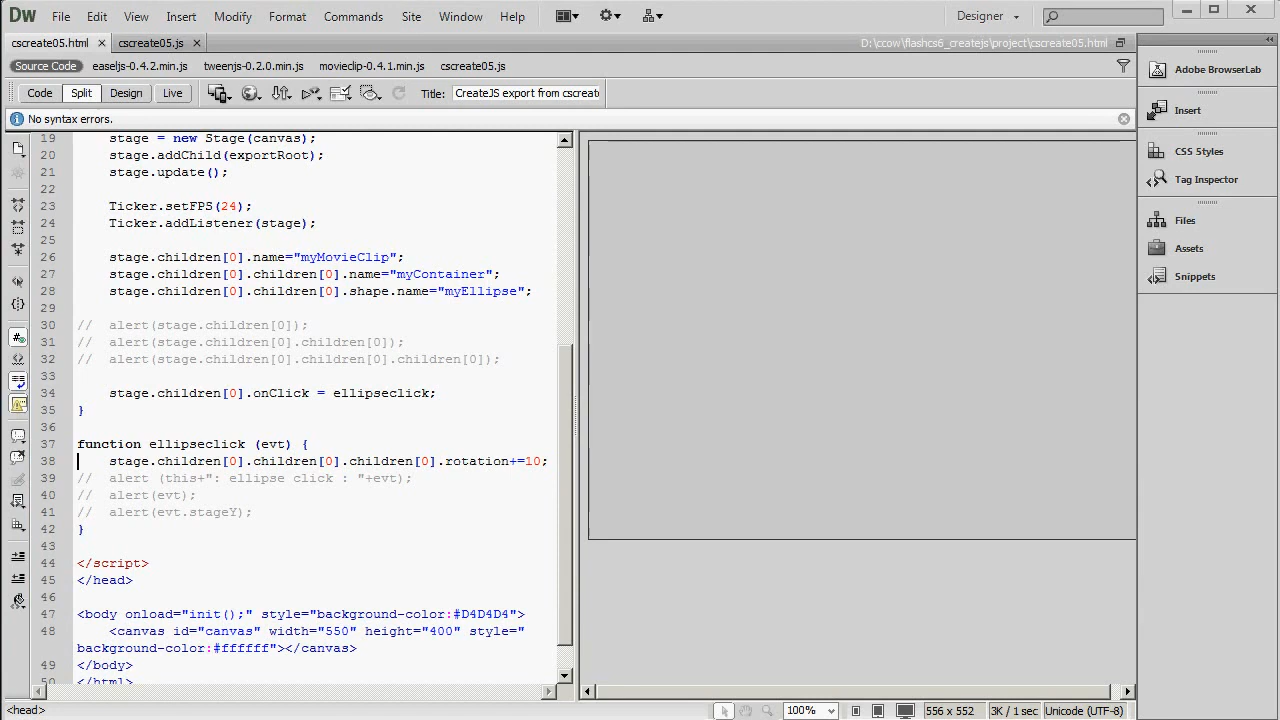 Dw File Edit View Insert Modify Format Commands Site Window Help Designer
cscreate05.html cscreate05.js D:\ccow\flashcs6_createjs\project\cscreate05.html
Source Code easeljs-0.4.2.min.js tweenjs-0.2.0.min.js movieclip-0.4.1.min.js cscreate05.js
Code Split Design Live Title: CreateJS export from cscreate
No syntax errors.
19 stage = new Stage(canvas);
20 stage.addChild(exportRoot);
21 stage.update();
22
23 Ticker.setFPS(24);
24 Ticker.addListener(stage);
25
26 stage.children[0].name="myMovieClip";
27 stage.children[0].children[0].name="myContainer";
28 stage.children[0].children[0].shape.name="myEllipse";
29
30 // alert(stage.children[0]);
31 // alert(stage.children[0].children[0]);
32 // alert(stage.children[0].children[0].children[0]);
33
34 stage.children[0].onClick = ellipseclick;
35 }
36
37 function ellipseclick (evt) {
38 stage.children[0].children[0].children[0].rotation+=10;
39 // alert (this+": ellipse click : "+evt);
40 // alert(evt);
41 // alert(evt.stageY);
42 }
43
44 </script>
45 </head>
46
47 <body onload="init();" style="background-color:#D4D4D4">
48 <canvas id="canvas" width="550" height="400" style="
background-color:#ffffff"></canvas>
49 </body>
50 </html>
<head> 100% 556 x 552 3K / 1 sec Unicode (UTF-8)
Adobe BrowserLab
Insert
CSS Styles
Tag Inspector
Files
Assets
Snippets